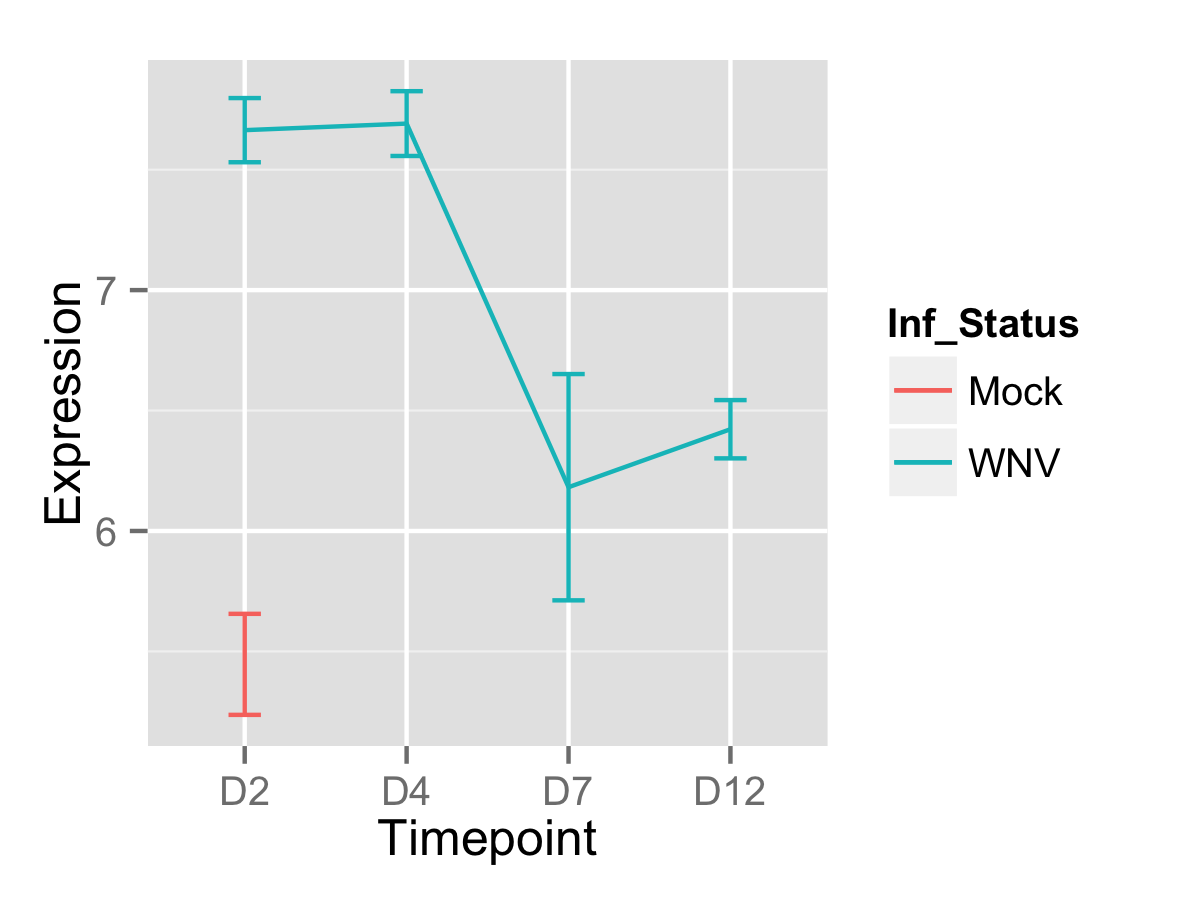 Expression
7
6
D2 D4 D7 D12
Timepoint
Inf_Status
Mock
WNV